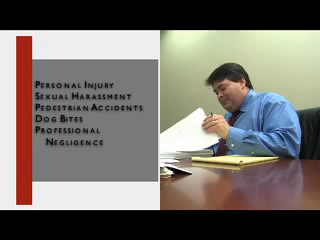 Personal Injury
Sexual Harassment
Pedestrian Accidents
Dog Bites
Professional
Negligence